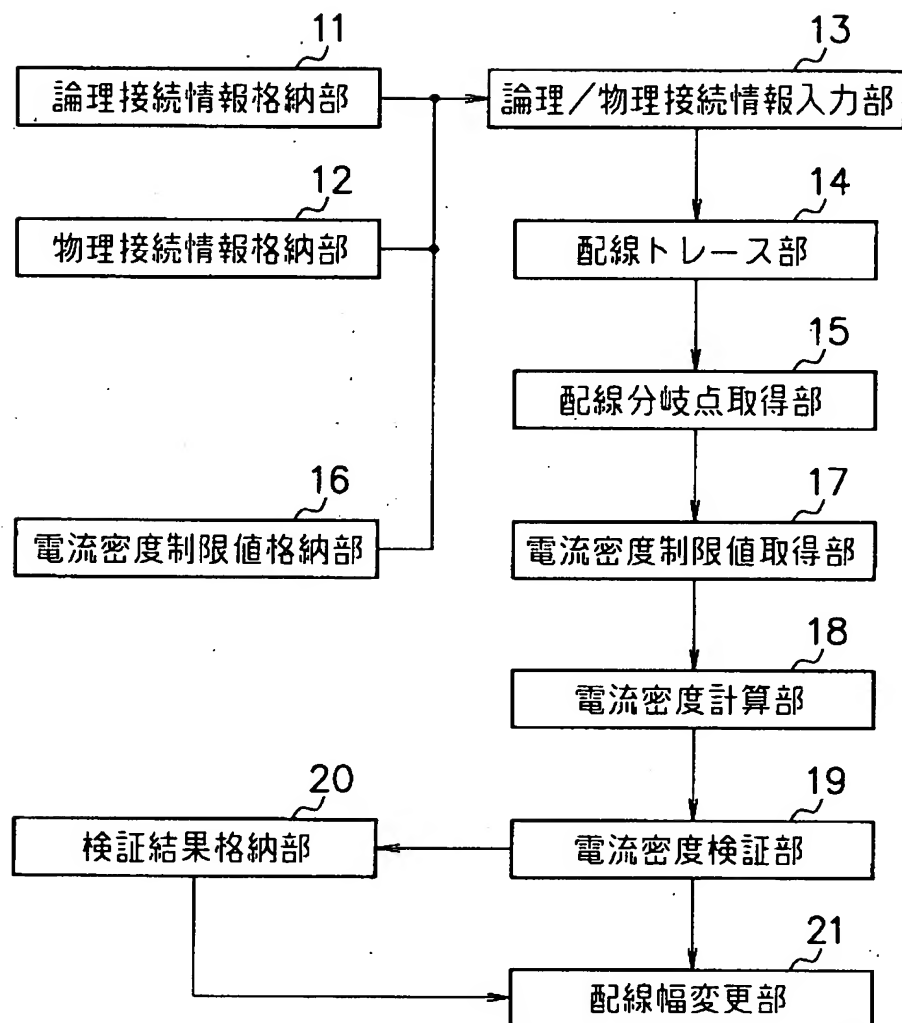 11
論理接続情報格納部
13
論理／物理接続情報入力部
12
物理接続情報格納部
14
配線トレース部
15
配線分岐点取得部
16
電流密度制限値格納部
17
電流密度制限値取得部
18
電流密度計算部
20
検証結果格納部
19
電流密度検証部
21
配線幅変更部